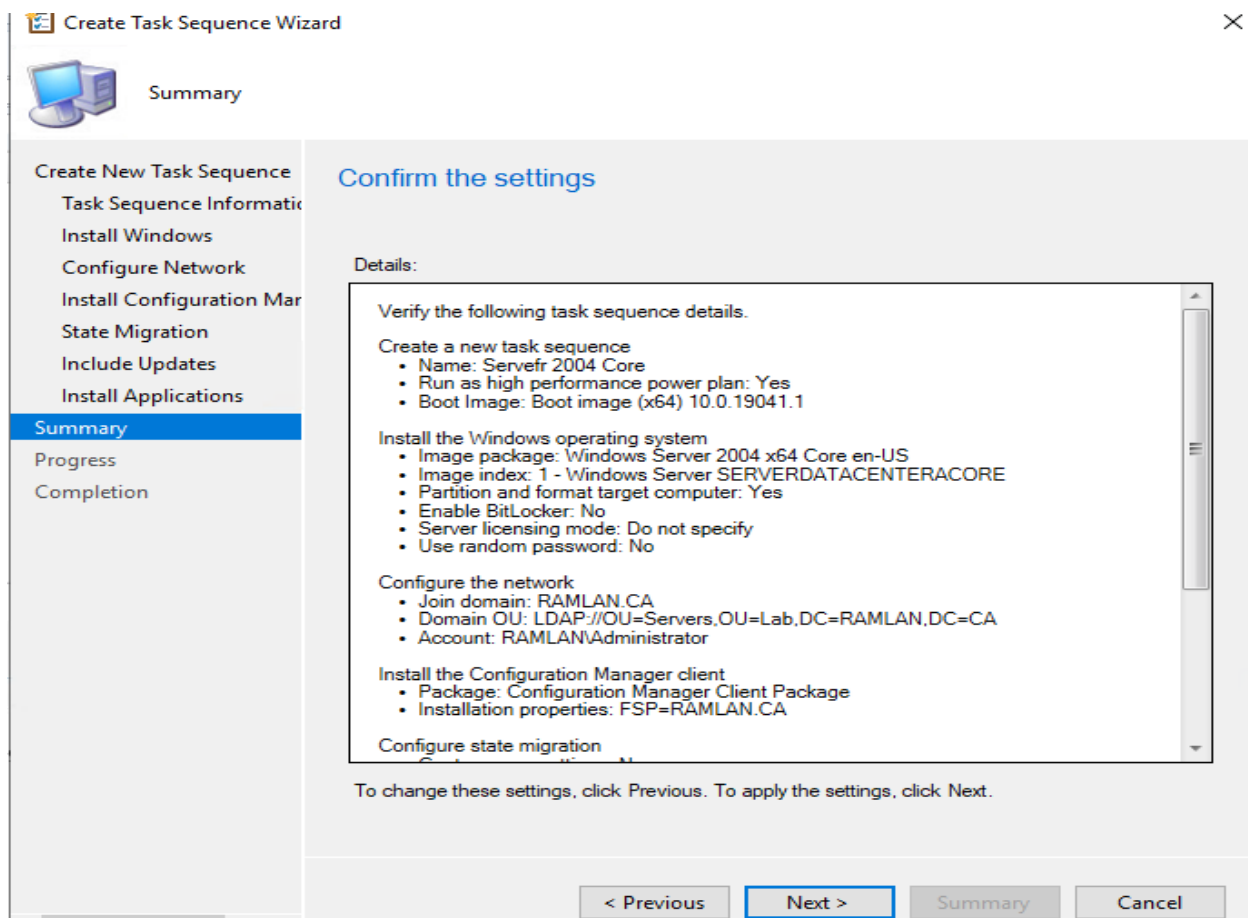 Create Task Sequence Wizard
Summary
Create New Task Sequence
Task Sequence Informatic
Install Windows
Configure Network
Install Configuration Mar
State Migration
Include Updates
Install Applications
Summary
Progress
Completion
Confirm the settings
Details:
Verify the following task sequence details.
Create a new task sequence
• Name: Servefr 2004 Core
• Run as high performance power plan: Yes
• Boot Image: Boot image (x64) 10.0.19041.1
Install the Windows operating system
• Image package: Windows Server 2004 x64 Core en-US
• Image index: 1 - Windows Server SERVERDATACENTERACORE
• Partition and format target computer: Yes
• Enable BitLocker: No
• Server licensing mode: Do not specify
• Use random password: No
Configure the network
• Join domain: RAMLAN.CA
• Domain OU: LDAP://OU=Servers,OU=Lab,DC=RAMLAN,DC=CA
• Account: RAMLAN\Administrator
Install the Configuration Manager client
• Package: Configuration Manager Client Package
• Installation properties: FSP=RAMLAN.CA
Configure state migration
To change these settings, click Previous. To apply the settings, click Next.
< Previous
Next >
Summary
Cancel